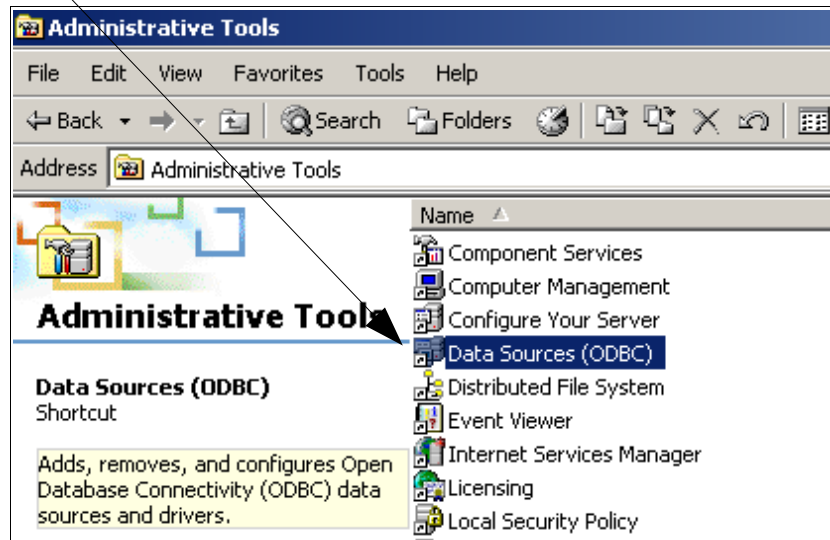 Administrative Tools
File Edit View Favorites Tools Help
Back Search Folders
Address Administrative Tools
Administrative Tools
Data Sources (ODBC)
Shortcut
Adds, removes, and configures Open
Database Connectivity (ODBC) data
sources and drivers.
Name
Component Services
Computer Management
Configure Your Server
Data Sources (ODBC)
Distributed File System
Event Viewer
Internet Services Manager
Licensing
Local Security Policy